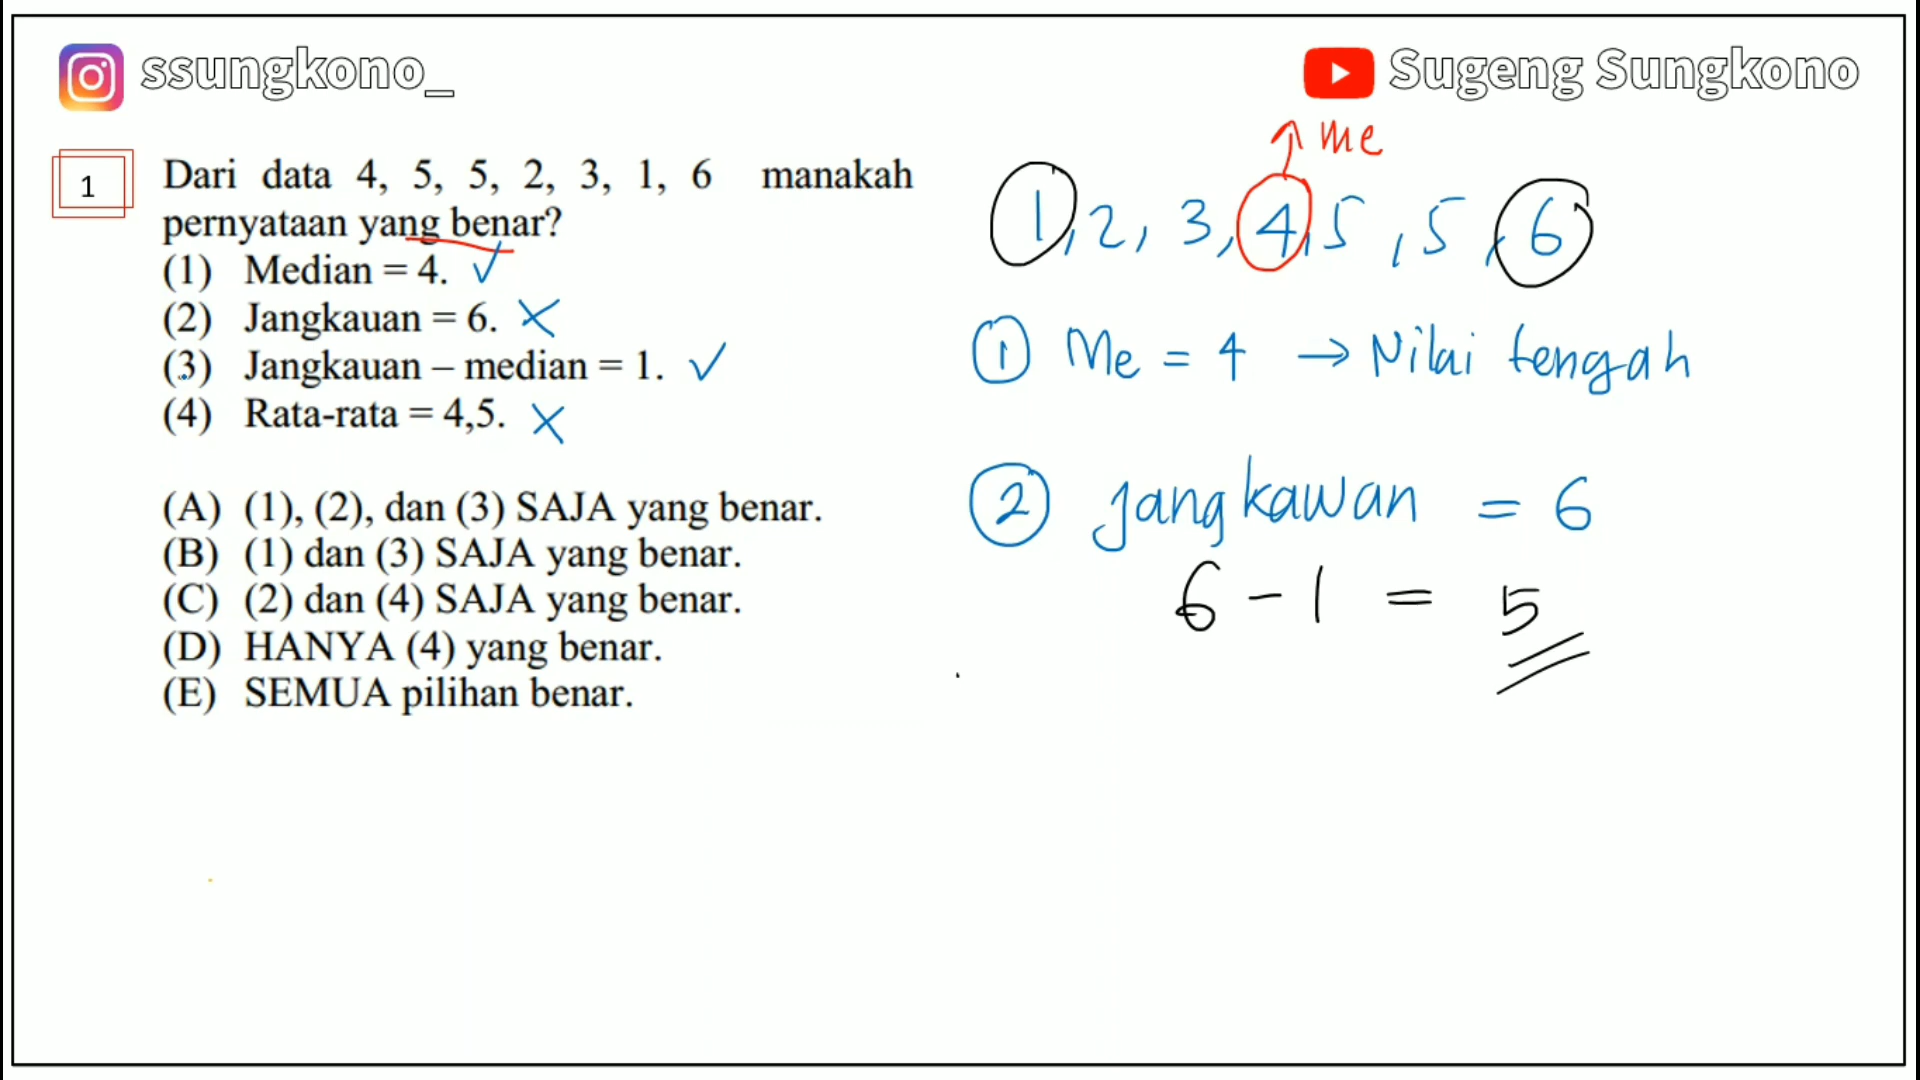 ssungkono_
Sugeng Sungkono
1
Dari data 4, 5, 5, 2, 3, 1, 6 manakah
pernyataan yang benar?
(1) Median = 4. ✓
(2) Jangkauan = 6. ✗
(3) Jangkauan – median = 1. ✓
(4) Rata-rata = 4,5. ✗
(A) (1), (2), dan (3) SAJA yang benar.
(B) (1) dan (3) SAJA yang benar.
(C) (2) dan (4) SAJA yang benar.
(D) HANYA (4) yang benar.
(E) SEMUA pilihan benar.
↑ me
1, 2, 3, 4, 5, 5, 6
① Me = 4 → Nilai tengah
② jangkawan = 6
6 - 1 = 5